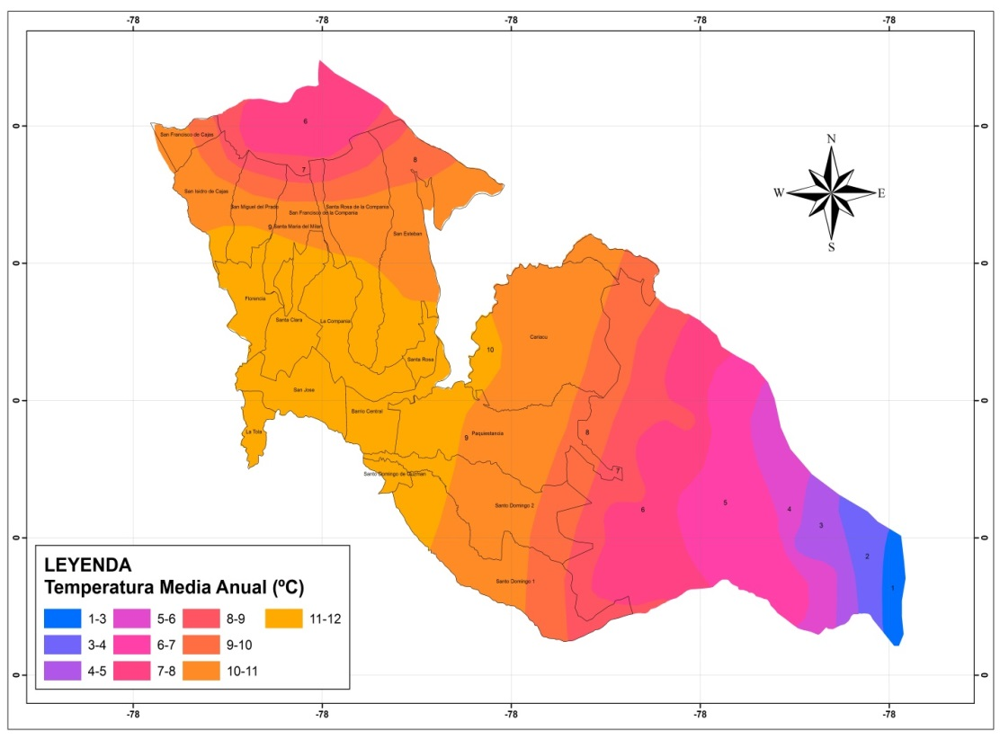 -78 -78 -78 -78 -78
0 0
6
San Francisco de Cajas
7
8
San Isidro de Cajas
San Miguel del Prado
Santa Rosa de la Compania
San Francisco de la Compania
9
Santa Maria del Milan
San Esteban
N
W E
S
0 0
Florencia
Santa Clara
La Compania
Cariacu
10
Santa Rosa
San Jose
0 0
Barrio Central
La Tola
Paquiestancia
9
8
Santo Domingo de Guzman
7
Santo Domingo 2
6
5
4
3
2
1
0 0
Santo Domingo 1
LEYENDA
Temperatura Media Anual (ºC)
1-3 5-6 8-9 11-12
3-4 6-7 9-10
4-5 7-8 10-11
0 0
-78 -78 -78 -78 -78